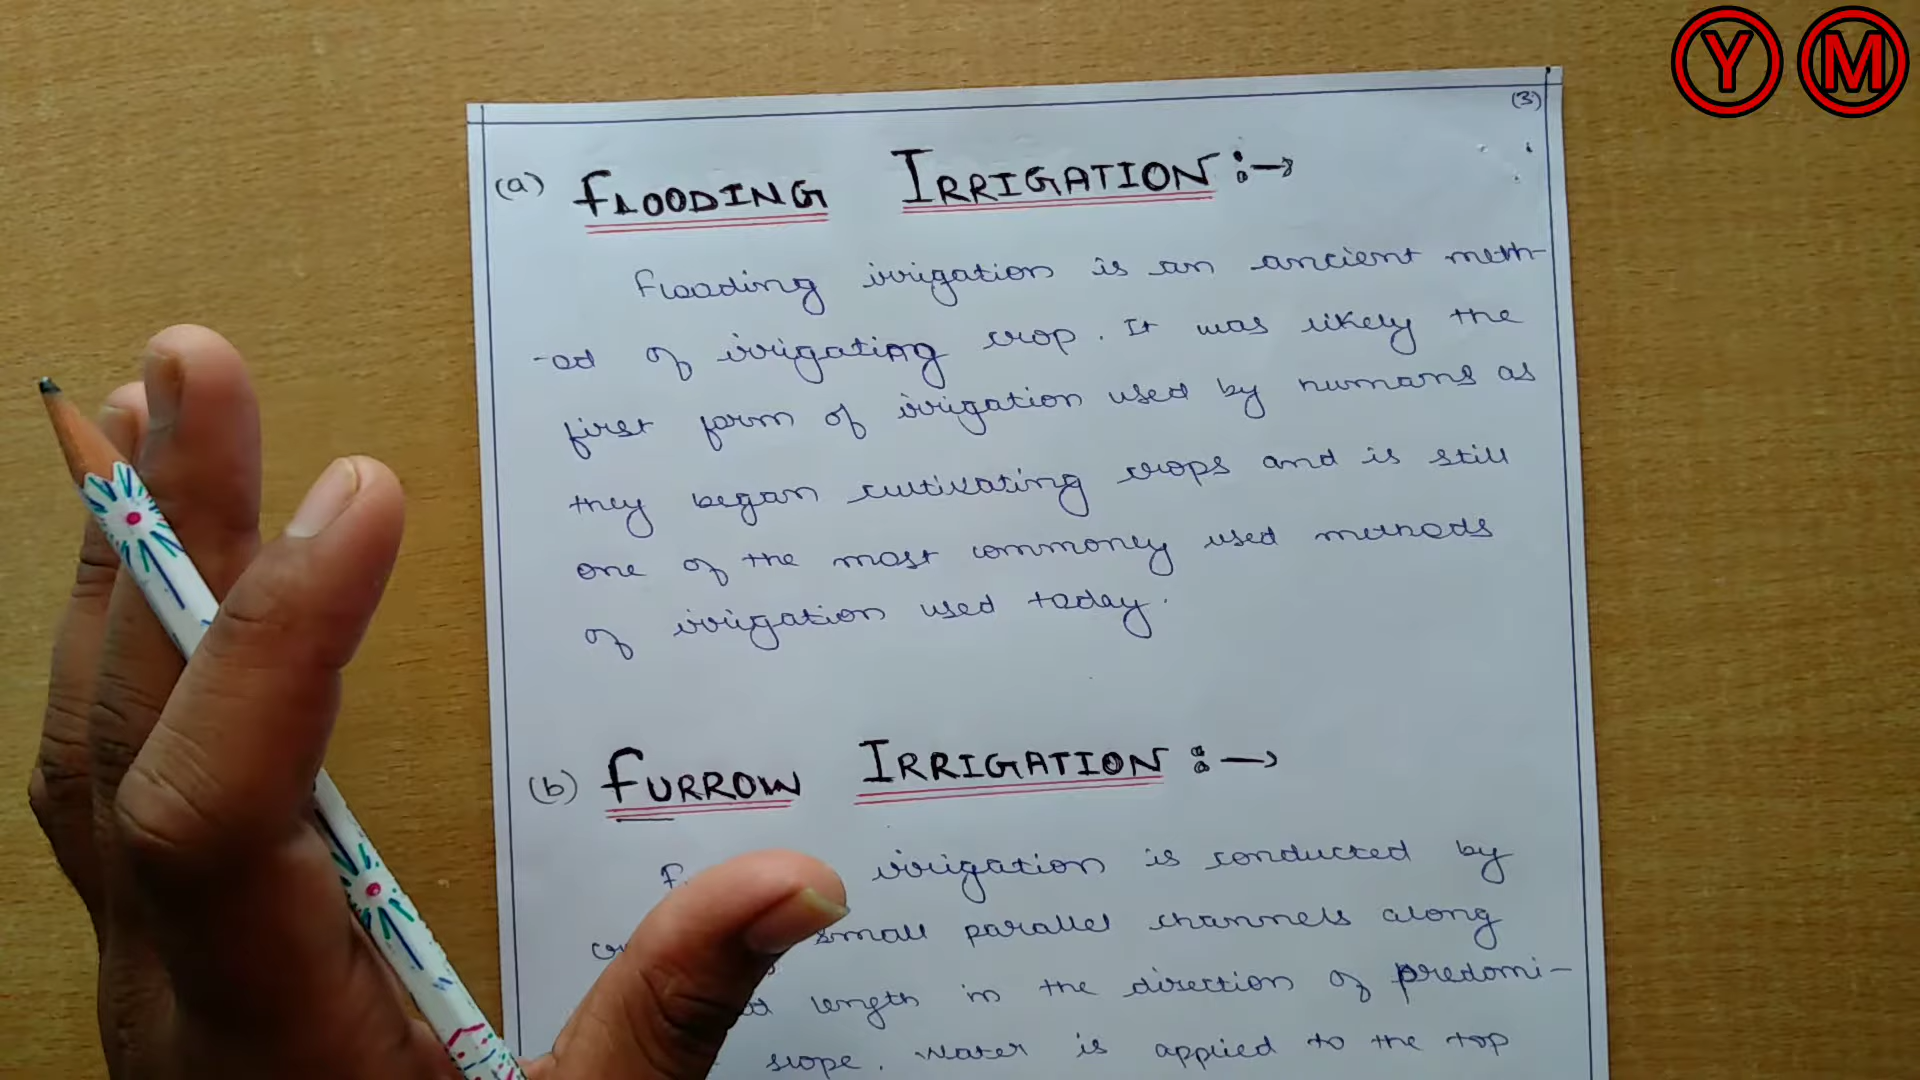 Y M
(3)
(a) FLOODING IRRIGATION :→
Flooding irrigation is an ancient meth-
-od of irrigating crop. It was likely the
first form of irrigation used by humans as
they began cultivating crops and is still
one of the most commonly used methods
of irrigation used today.
(b) FURROW IRRIGATION :→
irrigation is conducted by
small parallel channels along
length in the direction of predomi-
slope. Water is applied to the top